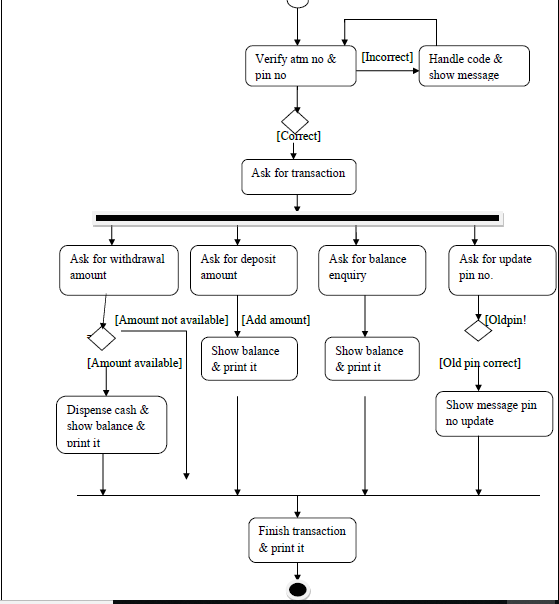 Verify atm no &
pin no
[Incorrect]
Handle code &
show message
[Correct]
Ask for transaction
Ask for withdrawal
amount
Ask for deposit
amount
Ask for balance
enquiry
Ask for update
pin no.
[Amount not available]
[Add amount]
[Oldpin!
[Amount available]
Show balance
& print it
Show balance
& print it
[Old pin correct]
Dispense cash &
show balance &
print it
Show message pin
no update
Finish transaction
& print it